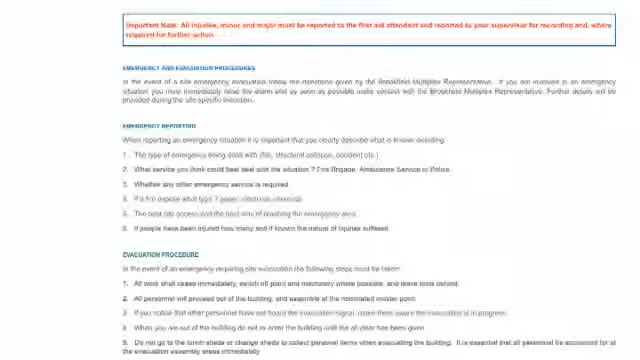 Important Note: All injuries, minor and major must be reported to the first aid attendant and reported to your supervisor for recording and, where
required for further action.
EMERGENCY AND EVACUATION PROCEDURES
In the event of a site emergency evacuation follow the directions given by the Brookfield Multiplex Representative. If you are involved in an emergency
situation you must immediately raise the alarm and as soon as possible make contact with the Brookfield Multiplex Representative. Further details will be
provided during the site specific induction.
EMERGENCY REPORTING
When reporting an emergency situation it is important that you clearly describe what is known including:
1. The type of emergency being dealt with (fire, structural collapse, accident etc.)
2. What service you think could best deal with the situation ? Fire Brigade, Ambulance Service or Police.
3. Whether any other emergency service is required
4. If a fire explain what type ? paper, electrical, chemical.
5. The best site access and the best way of reaching the emergency area.
6. If people have been injured how many and if known the nature of injuries suffered.
EVACUATION PROCEDURE
In the event of an emergency requiring site evacuation the following steps must be taken:
1. All work shall cease immediately, switch off plant and machinery where possible, and leave tools behind.
2. All personnel will proceed out of the building, and assemble at the nominated muster point.
3. If you notice that other personnel have not heard the evacuation signal, make them aware the evacuation is in progress.
4. When you are out of the building do not re-enter the building until the all clear has been given.
5. Do not go to the lunch sheds or change sheds to collect personal items when evacuating the building. It is essential that all personnel be accounted for at
the evacuation assembly areas immediately.